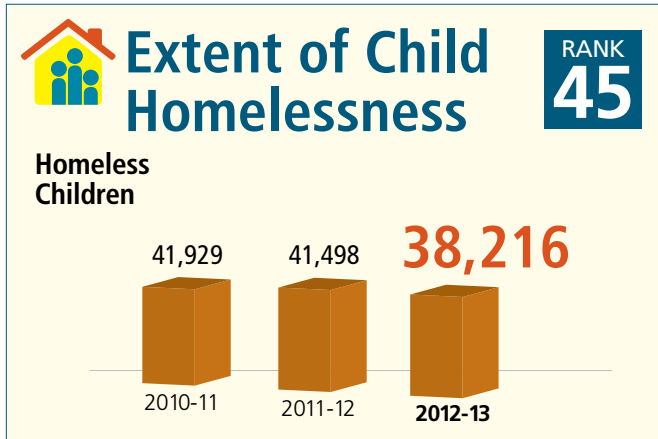 Extent of Child
Homelessness
RANK
45
Homeless
Children
41,929
41,498
38,216
2010-11
2011-12
2012-13